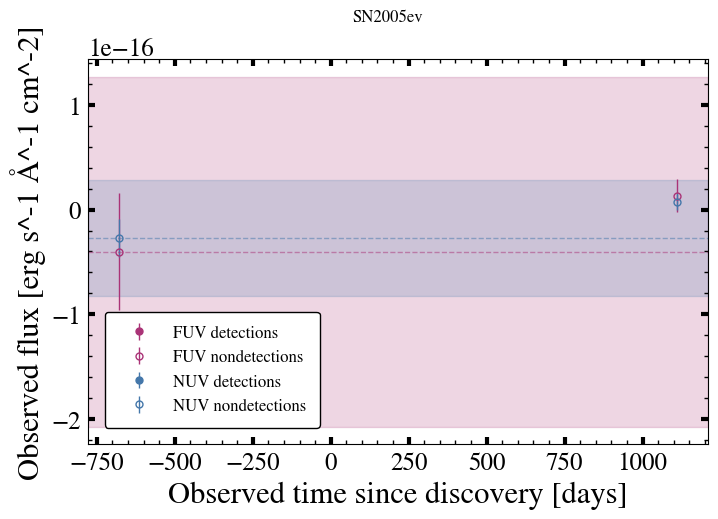 SN2005ev
1e−16
Observed flux [erg s^-1 Å^-1 cm^-2]
1
0
−1
−2
FUV detections
FUV nondetections
NUV detections
NUV nondetections
−750 −500 −250 0 250 500 750 1000
Observed time since discovery [days]